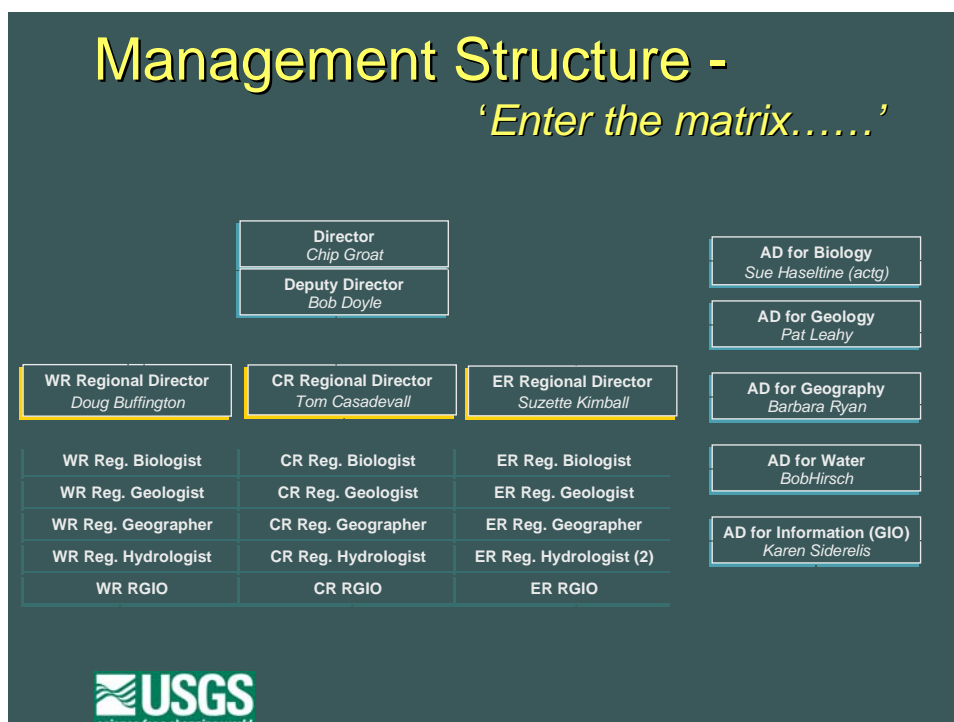 Management Structure -
‘Enter the matrix……’
Director
Chip Groat
Deputy Director
Bob Doyle
AD for Biology
Sue Haseltine (actg)
AD for Geology
Pat Leahy
WR Regional Director
Doug Buffington
CR Regional Director
Tom Casadevall
ER Regional Director
Suzette Kimball
AD for Geography
Barbara Ryan
WR Reg. Biologist
CR Reg. Biologist
ER Reg. Biologist
WR Reg. Geologist
CR Reg. Geologist
ER Reg. Geologist
WR Reg. Geographer
CR Reg. Geographer
ER Reg. Geographer
WR Reg. Hydrologist
CR Reg. Hydrologist
ER Reg. Hydrologist (2)
WR RGIO
CR RGIO
ER RGIO
AD for Water
BobHirsch
AD for Information (GIO)
Karen Siderelis
USGS